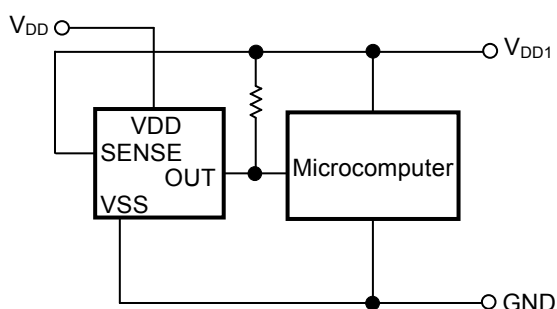 VDD
VDD1
VDD
SENSE
OUT
VSS
Microcomputer
GND